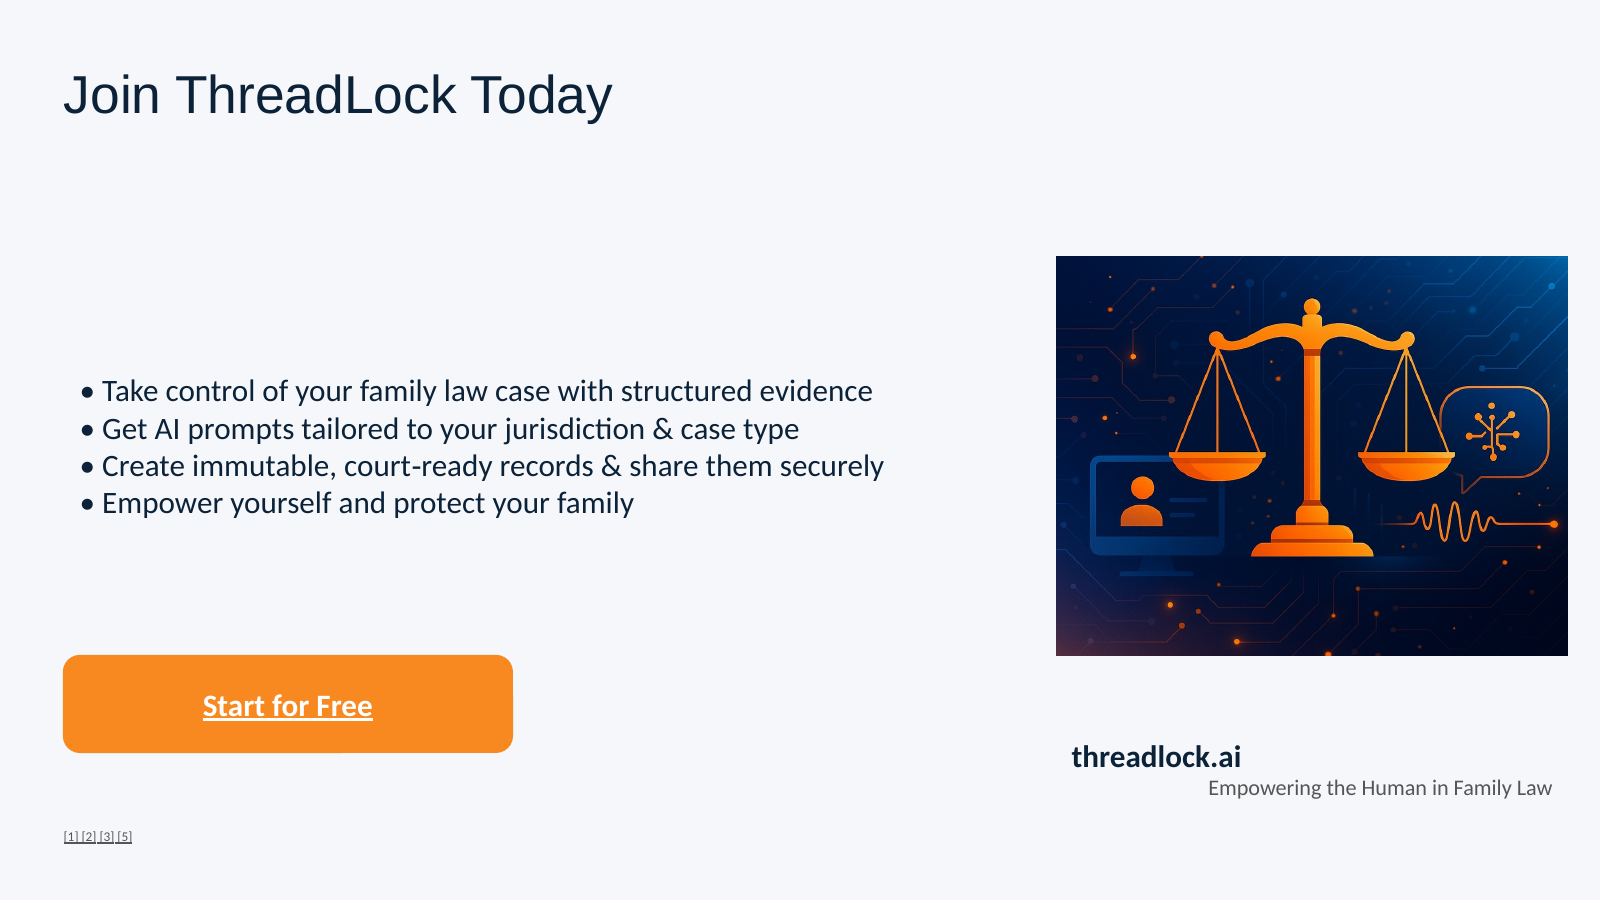 Join ThreadLock Today
• Take control of your family law case with structured evidence
• Get AI prompts tailored to your jurisdiction & case type
• Create immutable, court-ready records & share them securely
• Empower yourself and protect your family
Start for Free
threadlock.ai
Empowering the Human in Family Law
[1] [2] [3] [5]